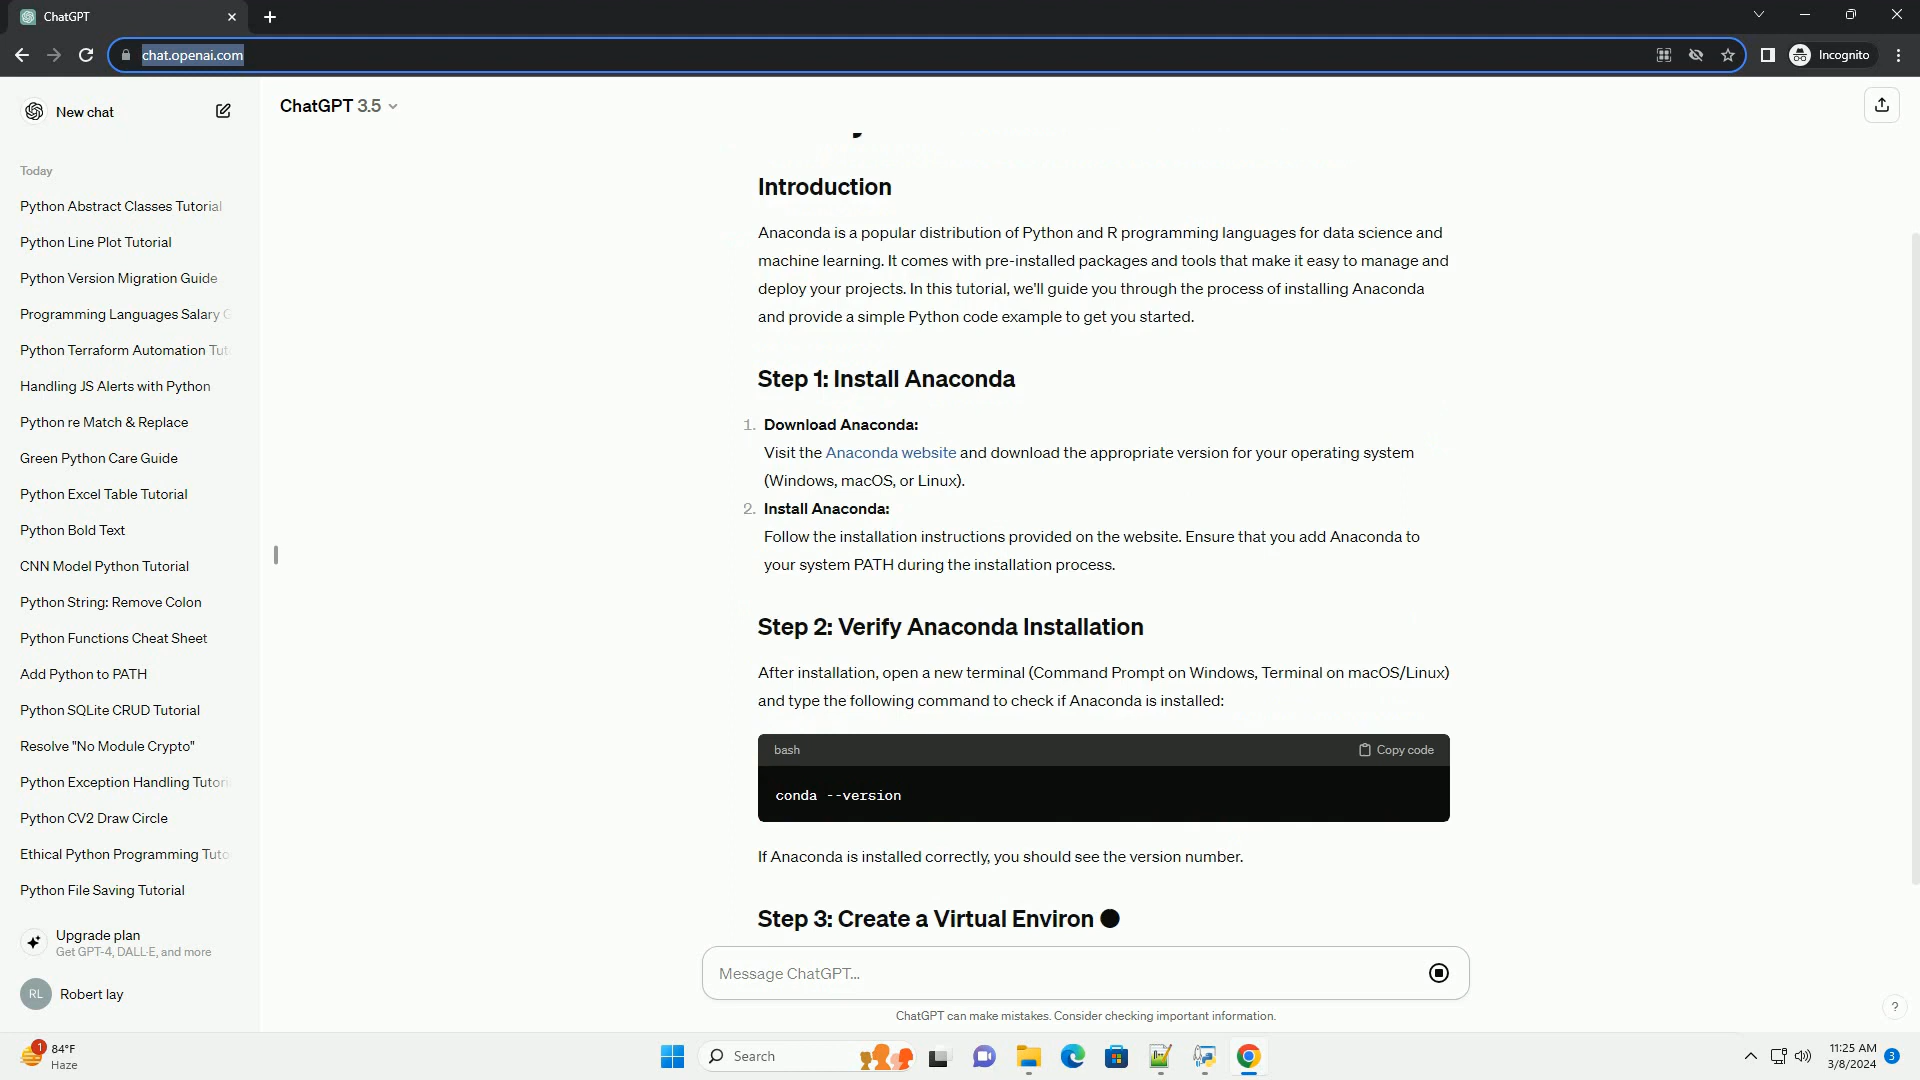 ChatGPT
chat.openai.com
Incognito
New chat
ChatGPT 3.5
Today
Python Abstract Classes Tutorial
Python Line Plot Tutorial
Python Version Migration Guide
Programming Languages Salary G
Python Terraform Automation Tut
Handling JS Alerts with Python
Python re Match & Replace
Green Python Care Guide
Python Excel Table Tutorial
Python Bold Text
CNN Model Python Tutorial
Python String: Remove Colon
Python Functions Cheat Sheet
Add Python to PATH
Python SQLite CRUD Tutorial
Resolve "No Module Crypto"
Python Exception Handling Tutori
Python CV2 Draw Circle
Ethical Python Programming Tuto
Python File Saving Tutorial
Upgrade plan
Get GPT-4, DALL·E, and more
RL Robert lay
Introduction
Anaconda is a popular distribution of Python and R programming languages for data science and
machine learning. It comes with pre-installed packages and tools that make it easy to manage and
deploy your projects. In this tutorial, we'll guide you through the process of installing Anaconda
and provide a simple Python code example to get you started.
Step 1: Install Anaconda
1. Download Anaconda:
Visit the Anaconda website and download the appropriate version for your operating system
(Windows, macOS, or Linux).
2. Install Anaconda:
Follow the installation instructions provided on the website. Ensure that you add Anaconda to
your system PATH during the installation process.
Step 2: Verify Anaconda Installation
After installation, open a new terminal (Command Prompt on Windows, Terminal on macOS/Linux)
and type the following command to check if Anaconda is installed:
bash Copy code
conda --version
If Anaconda is installed correctly, you should see the version number.
Step 3: Create a Virtual Environ
Message ChatGPT...
ChatGPT can make mistakes. Consider checking important information.
?
1
84°F
Haze
Search
11:25 AM
3/8/2024
3